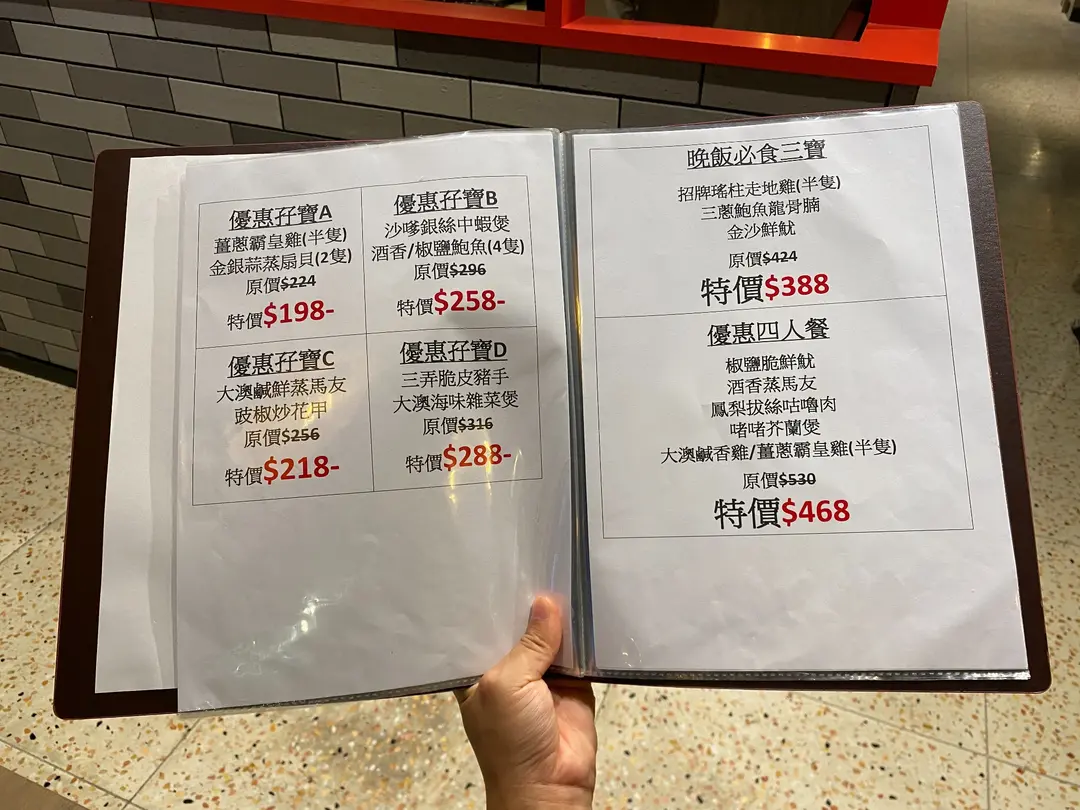 優惠孖寶A
薑蔥霸皇雞(半隻)
金銀蒜蒸扇貝(2隻)
原價$224
特價$198-
優惠孖寶B
沙嗲銀絲中蝦煲
酒香/椒鹽鮑魚(4隻)
原價$296
特價$258-
優惠孖寶C
大澳鹹鮮蒸馬友
豉椒炒花甲
原價$256
特價$218-
優惠孖寶D
三弄脆皮豬手
大澳海味雜菜煲
原價$316
特價$288-
晚飯必食三寶
招牌瑤柱走地雞(半隻)
三蔥鮑魚龍骨腩
金沙鮮魷
原價$424
特價$388
優惠四人餐
椒鹽脆鮮魷
酒香蒸馬友
鳳梨拔絲咕嚕肉
啫啫芥蘭煲
大澳鹹香雞/薑蔥霸皇雞(半隻)
原價$530
特價$468